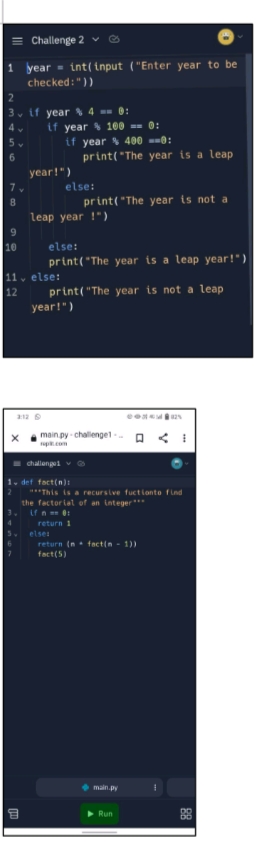 Challenge 2
1 year = int(input ("Enter year to be
checked:"))
2
3 if year % 4 == 0:
4 if year % 100 == 0:
5 if year % 400 ==0:
6 print("The year is a leap
year!")
7 else:
8 print("The year is not a
leap year !")
9
10 else:
print("The year is a leap year!")
11 else:
12 print("The year is not a leap
year!")
3:12
82%
main.py - challenge1 - ..
replit.com
challenge1
1 def fact(n):
2 """This is a recursive fuctionto find
the factorial of an integer"""
3 if n == 0:
4 return 1
5 else:
6 return (n * fact(n - 1))
7 fact(5)
main.py
Run